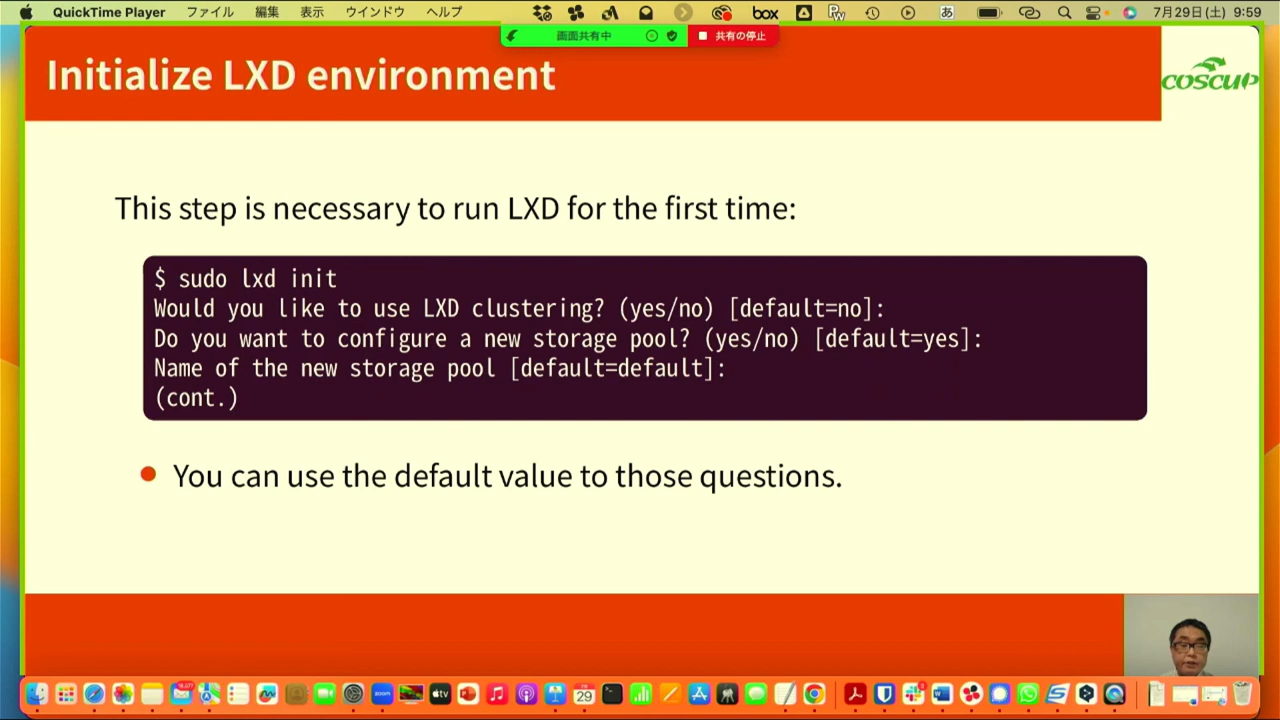 QuickTime Player ファイル 編集 表示 ウインドウ ヘルプ
box
あ
7月29日(土) 9:59
画面共有中
共有の停止
Initialize LXD environment
COSCUP
This step is necessary to run LXD for the first time:
$ sudo lxd init
Would you like to use LXD clustering? (yes/no) [default=no]:
Do you want to configure a new storage pool? (yes/no) [default=yes]:
Name of the new storage pool [default=default]:
(cont.)
You can use the default value to those questions.
zoom
tv
29